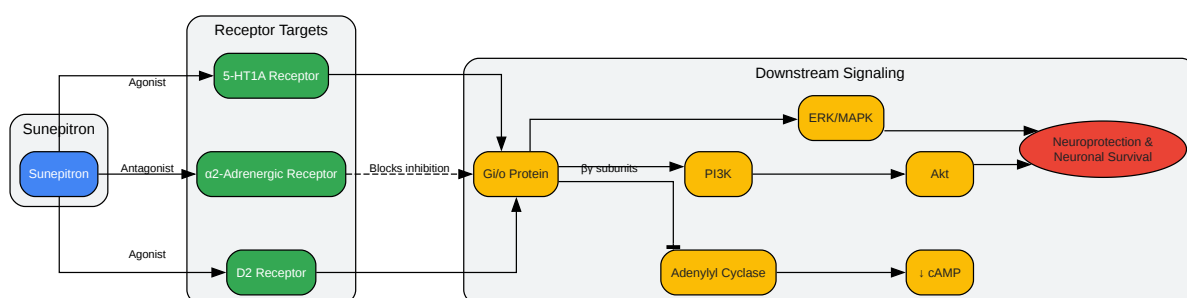 Receptor Targets
5-HT1A Receptor
Agonist
Downstream Signaling
ERK/MAPK
Sunepitron
Sunepitron
Antagonist
α2-Adrenergic Receptor
Blocks inhibition
Gi/o Protein
βγ subunits
PI3K
Akt
Neuroprotection &
Neuronal Survival
Agonist
D2 Receptor
Adenylyl Cyclase
↓ cAMP